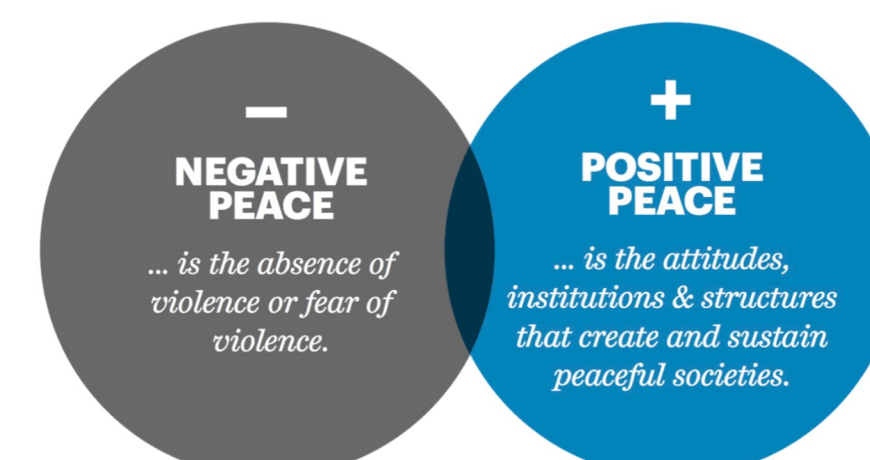 −
NEGATIVE
PEACE
... is the absence of
violence or fear of
violence.
+
POSITIVE
PEACE
... is the attitudes,
institutions & structures
that create and sustain
peaceful societies.